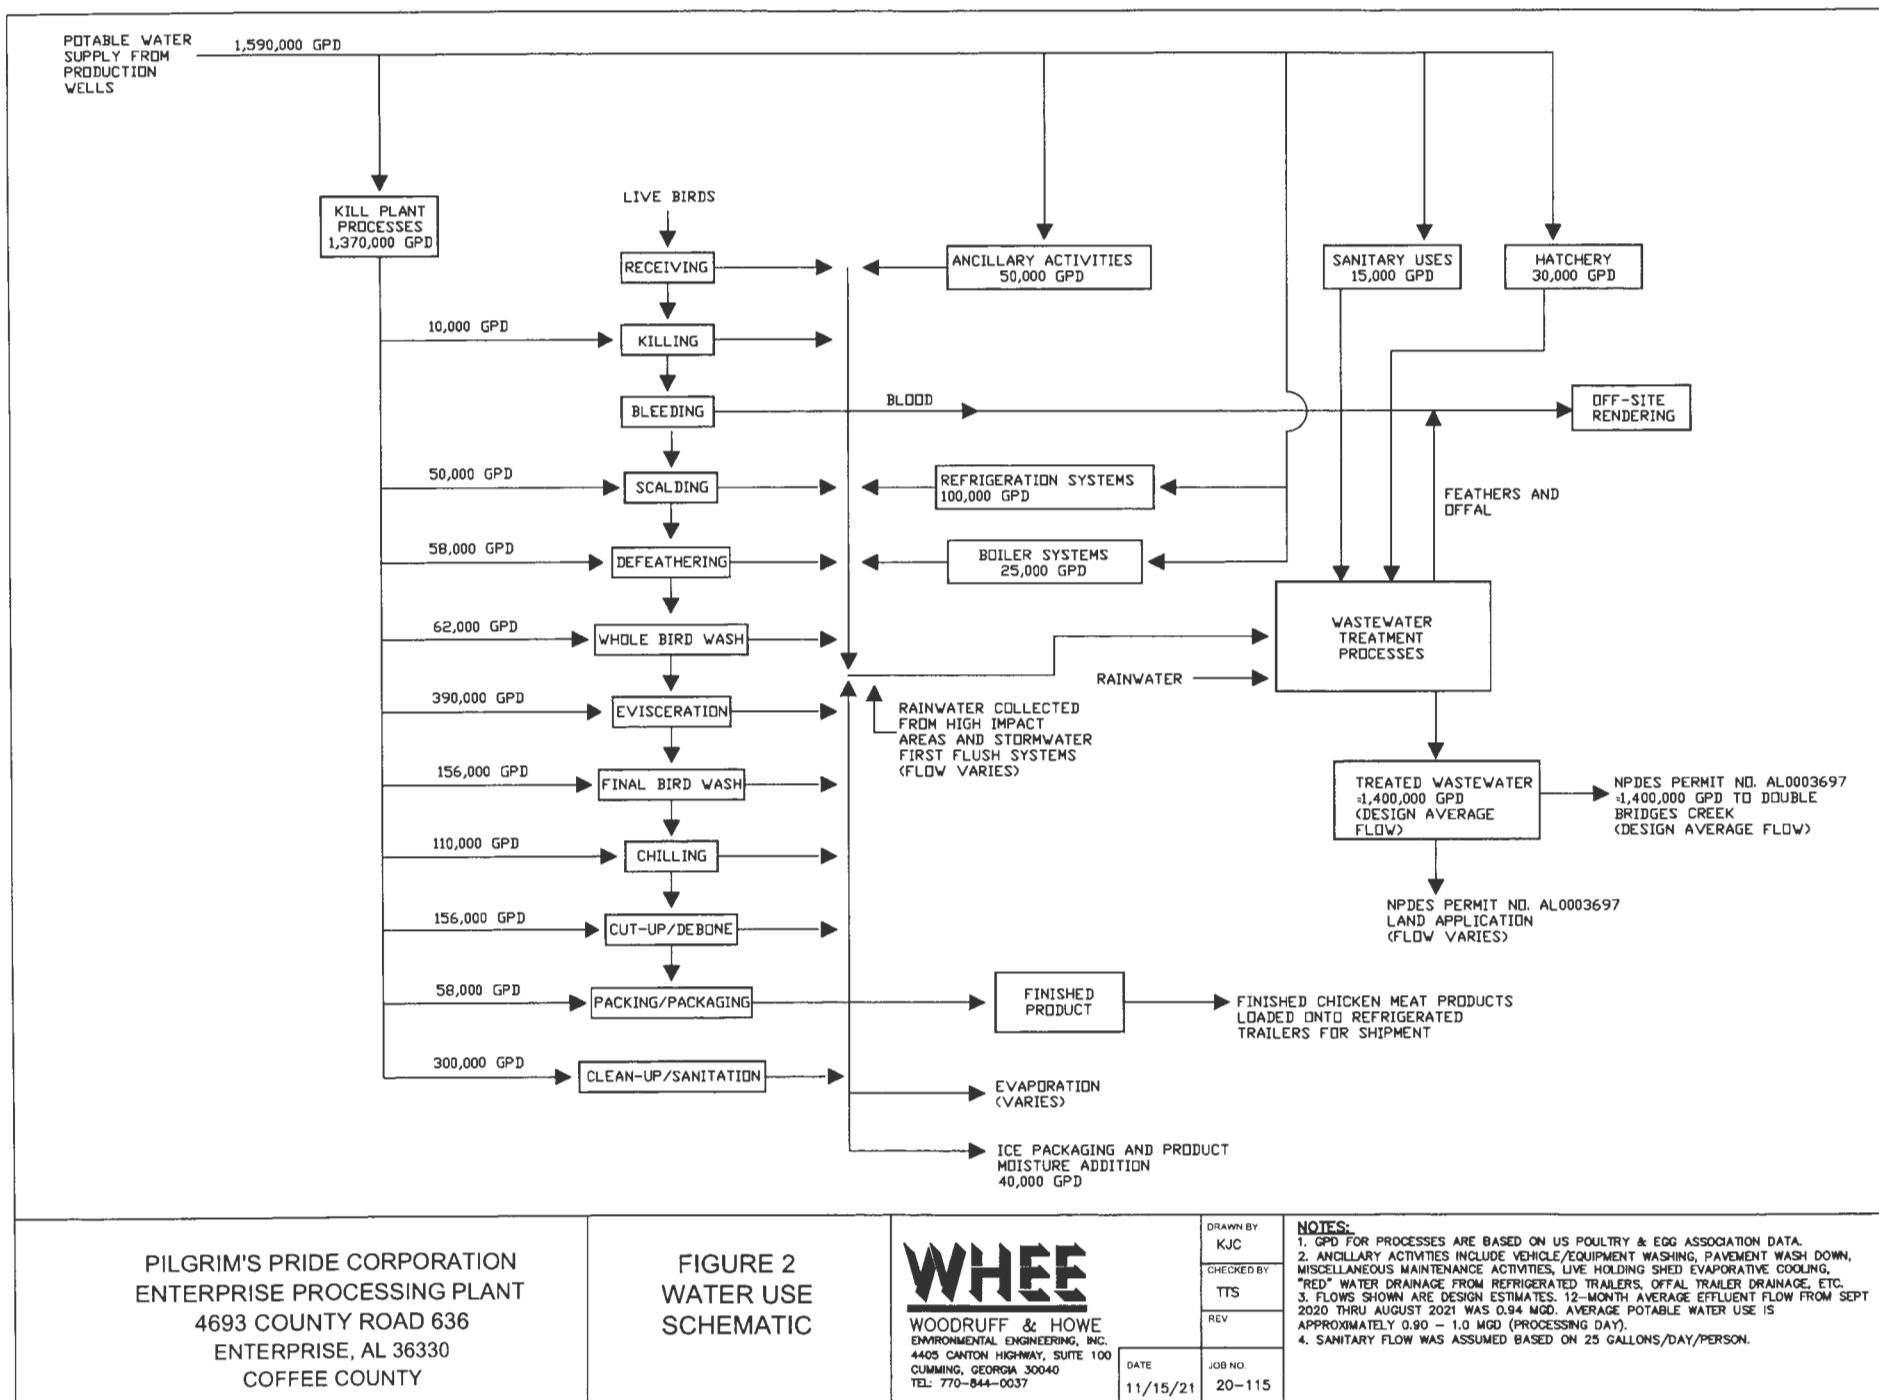 POTABLE WATER
SUPPLY FROM
PRODUCTION
WELLS
1,590,000 GPD
KILL PLANT
PROCESSES
1,370,000 GPD
LIVE BIRDS
RECEIVING
ANCILLARY ACTIVITIES
50,000 GPD
SANITARY USES
15,000 GPD
HATCHERY
30,000 GPD
10,000 GPD
KILLING
BLEEDING
BLOOD
OFF-SITE
RENDERING
50,000 GPD
SCALDING
REFRIGERATION SYSTEMS
100,000 GPD
FEATHERS AND
OFFAL
58,000 GPD
DEFEATHERING
BOILER SYSTEMS
25,000 GPD
62,000 GPD
WHOLE BIRD WASH
WASTEWATER
TREATMENT
PROCESSES
RAINWATER
390,000 GPD
EVISCERATION
RAINWATER COLLECTED
FROM HIGH IMPACT
AREAS AND STORMWATER
FIRST FLUSH SYSTEMS
(FLOW VARIES)
156,000 GPD
FINAL BIRD WASH
TREATED WASTEWATER
≈1,400,000 GPD
(DESIGN AVERAGE
FLOW)
NPDES PERMIT NO. AL0003697
≈1,400,000 GPD TO DOUBLE
BRIDGES CREEK
(DESIGN AVERAGE FLOW)
110,000 GPD
CHILLING
NPDES PERMIT NO. AL0003697
LAND APPLICATION
(FLOW VARIES)
156,000 GPD
CUT-UP/DEBONE
58,000 GPD
PACKING/PACKAGING
FINISHED
PRODUCT
FINISHED CHICKEN MEAT PRODUCTS
LOADED ONTO REFRIGERATED
TRAILERS FOR SHIPMENT
300,000 GPD
CLEAN-UP/SANITATION
EVAPORATION
(VARIES)
ICE PACKAGING AND PRODUCT
MOISTURE ADDITION
40,000 GPD
PILGRIM'S PRIDE CORPORATION
ENTERPRISE PROCESSING PLANT
4693 COUNTY ROAD 636
ENTERPRISE, AL 36330
COFFEE COUNTY
FIGURE 2
WATER USE
SCHEMATIC
WHEE
WOODRUFF & HOWE
ENVIRONMENTAL ENGINEERING, INC.
4405 CANTON HIGHWAY, SUITE 100
CUMMING, GEORGIA 30040
TEL: 770-844-0037
DRAWN BY
KJC
CHECKED BY
TTS
REV
DATE
11/15/21
JOB NO.
20-115
NOTES:
1. GPD FOR PROCESSES ARE BASED ON US POULTRY & EGG ASSOCIATION DATA.
2. ANCILLARY ACTIVITIES INCLUDE VEHICLE/EQUIPMENT WASHING, PAVEMENT WASH DOWN,
MISCELLANEOUS MAINTENANCE ACTIVITIES, LIVE HOLDING SHED EVAPORATIVE COOLING,
"RED" WATER DRAINAGE FROM REFRIGERATED TRAILERS, OFFAL TRAILER DRAINAGE, ETC.
3. FLOWS SHOWN ARE DESIGN ESTIMATES. 12-MONTH AVERAGE EFFLUENT FLOW FROM SEPT
2020 THRU AUGUST 2021 WAS 0.94 MGD. AVERAGE POTABLE WATER USE IS
APPROXIMATELY 0.90 - 1.0 MGD (PROCESSING DAY).
4. SANITARY FLOW WAS ASSUMED BASED ON 25 GALLONS/DAY/PERSON.